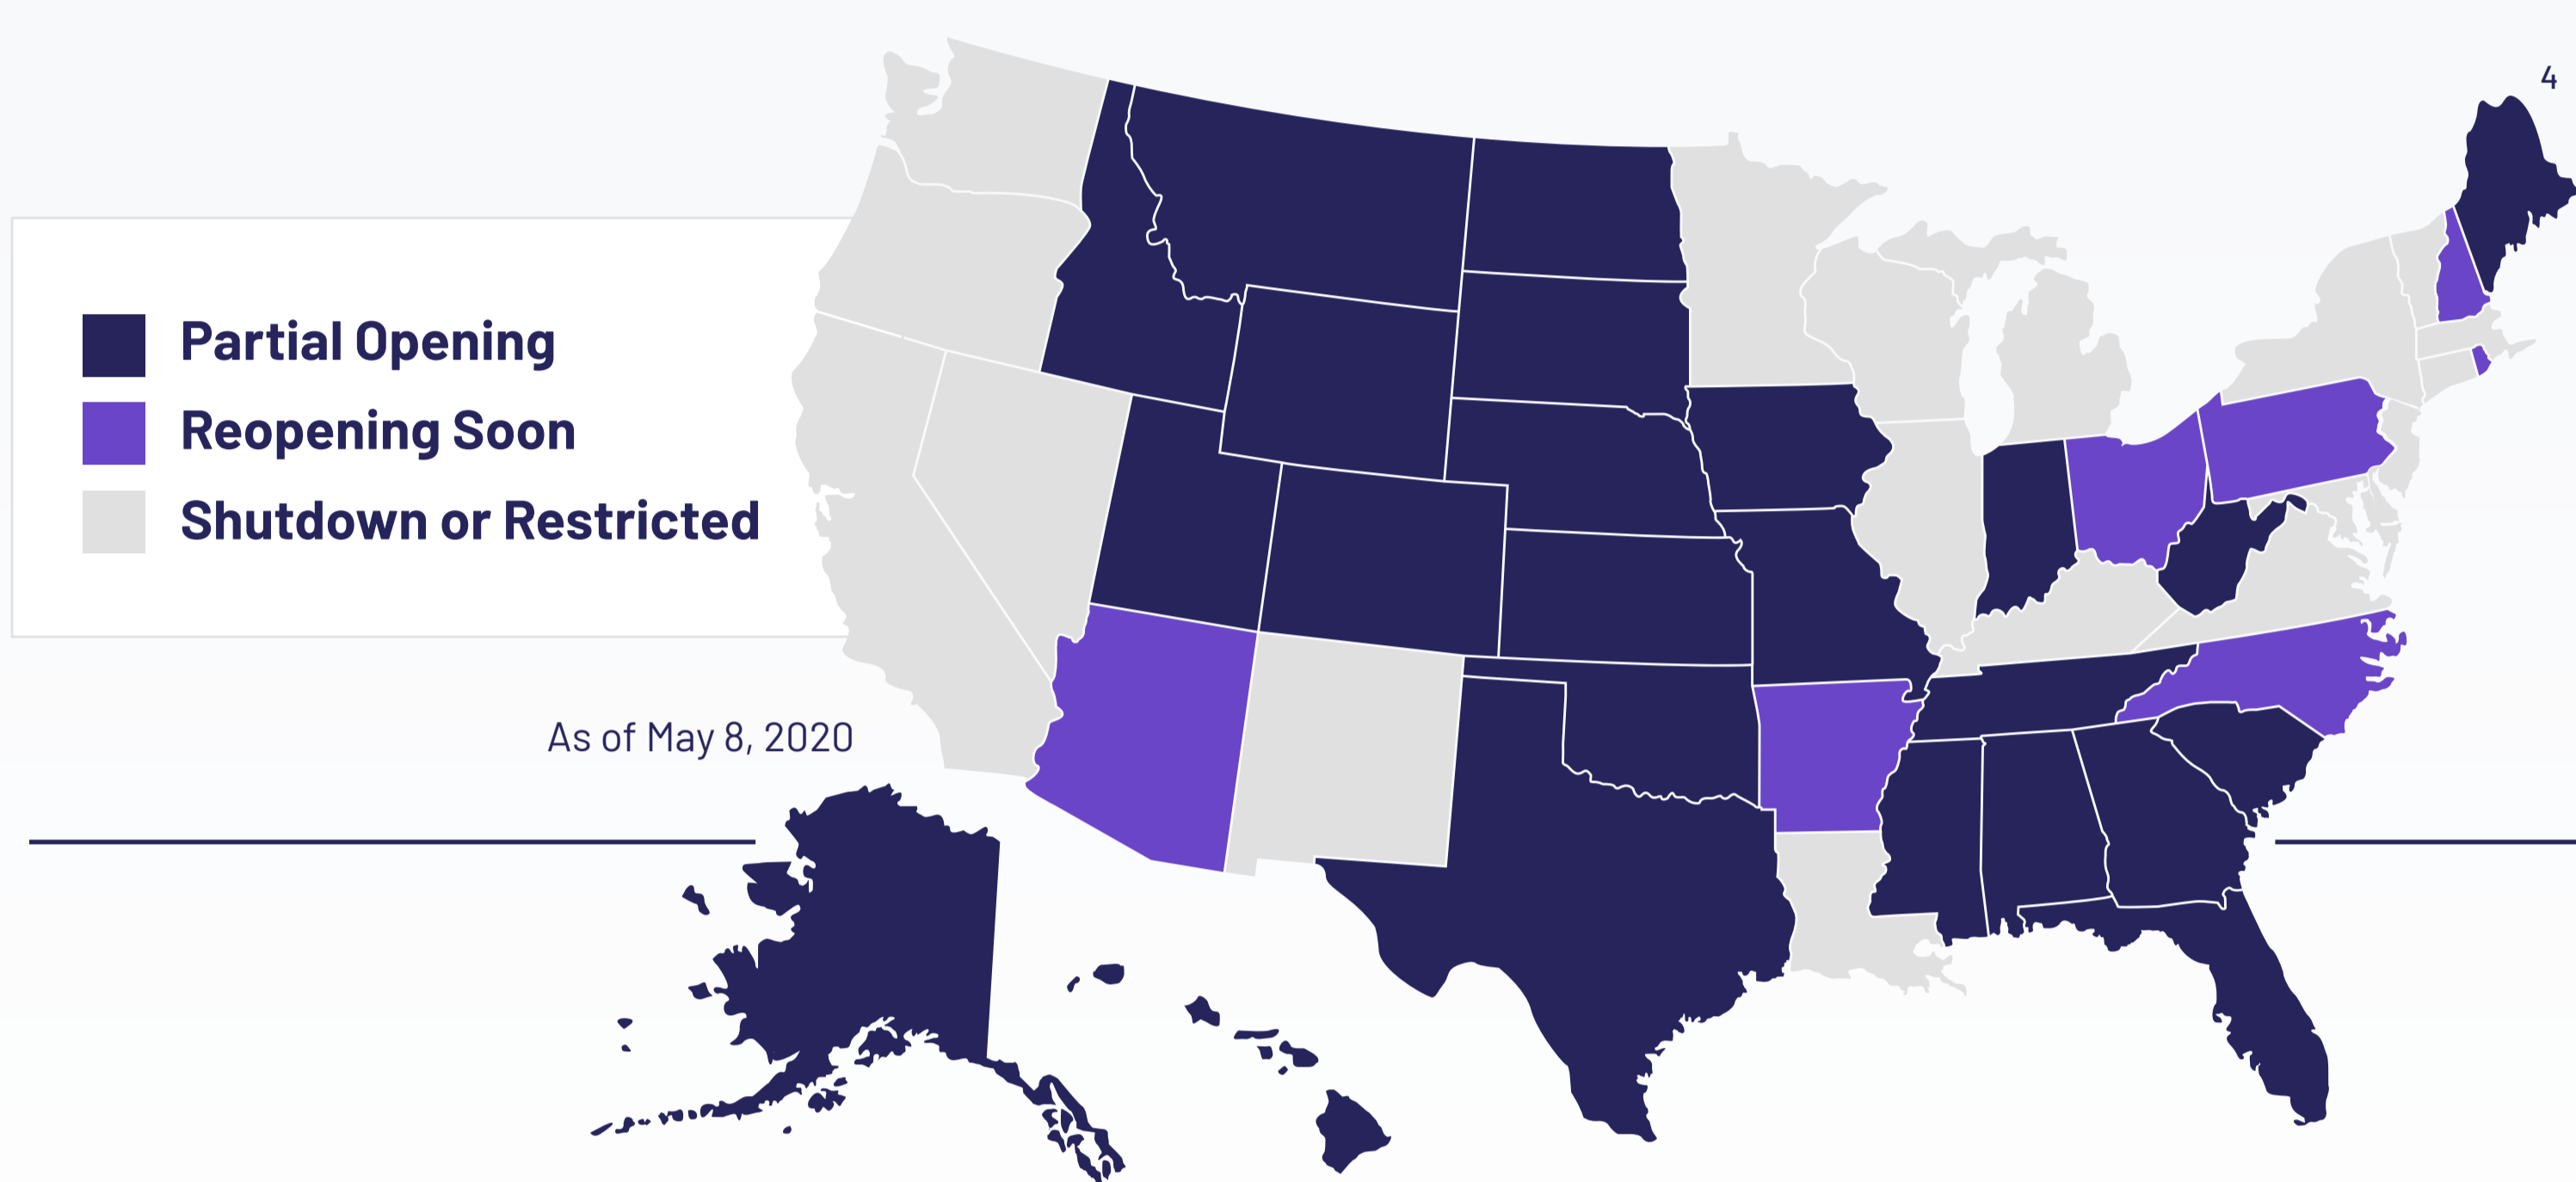 4
Partial Opening
Reopening Soon
Shutdown or Restricted
As of May 8, 2020